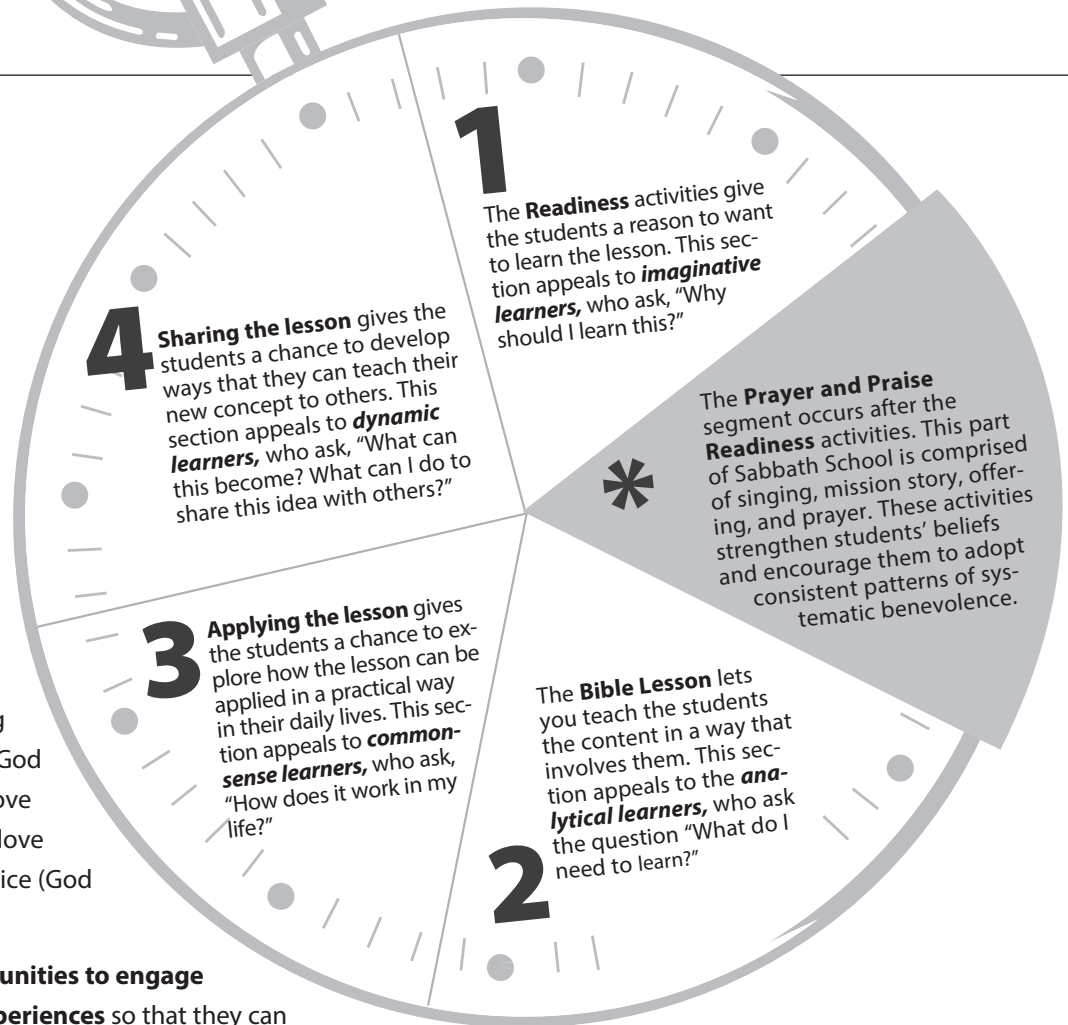 1
The Readiness activities give
the students a reason to want
to learn the lesson. This sec-
tion appeals to imaginative
learners, who ask, “Why
should I learn this?”
*
The Prayer and Praise
segment occurs after the
Readiness activities. This part
of Sabbath School is comprised
of singing, mission story, offer-
ing, and prayer. These activities
strengthen students’ beliefs
and encourage them to adopt
consistent patterns of sys-
tematic benevolence.
2
The Bible Lesson lets
you teach the students
the content in a way that
involves them. This sec-
tion appeals to the ana-
lytical learners, who ask
the question “What do I
need to learn?”
3
Applying the lesson gives
the students a chance to ex-
plore how the lesson can be
applied in a practical way
in their daily lives. This sec-
tion appeals to common-
sense learners, who ask,
“How does it work in my
life?”
4
Sharing the lesson gives the
students a chance to develop
ways that they can teach their
new concept to others. This
section appeals to dynamic
learners, who ask, “What can
this become? What can I do to
share this idea with others?”
God
love
ice (God
unities to engage
periences so that they can